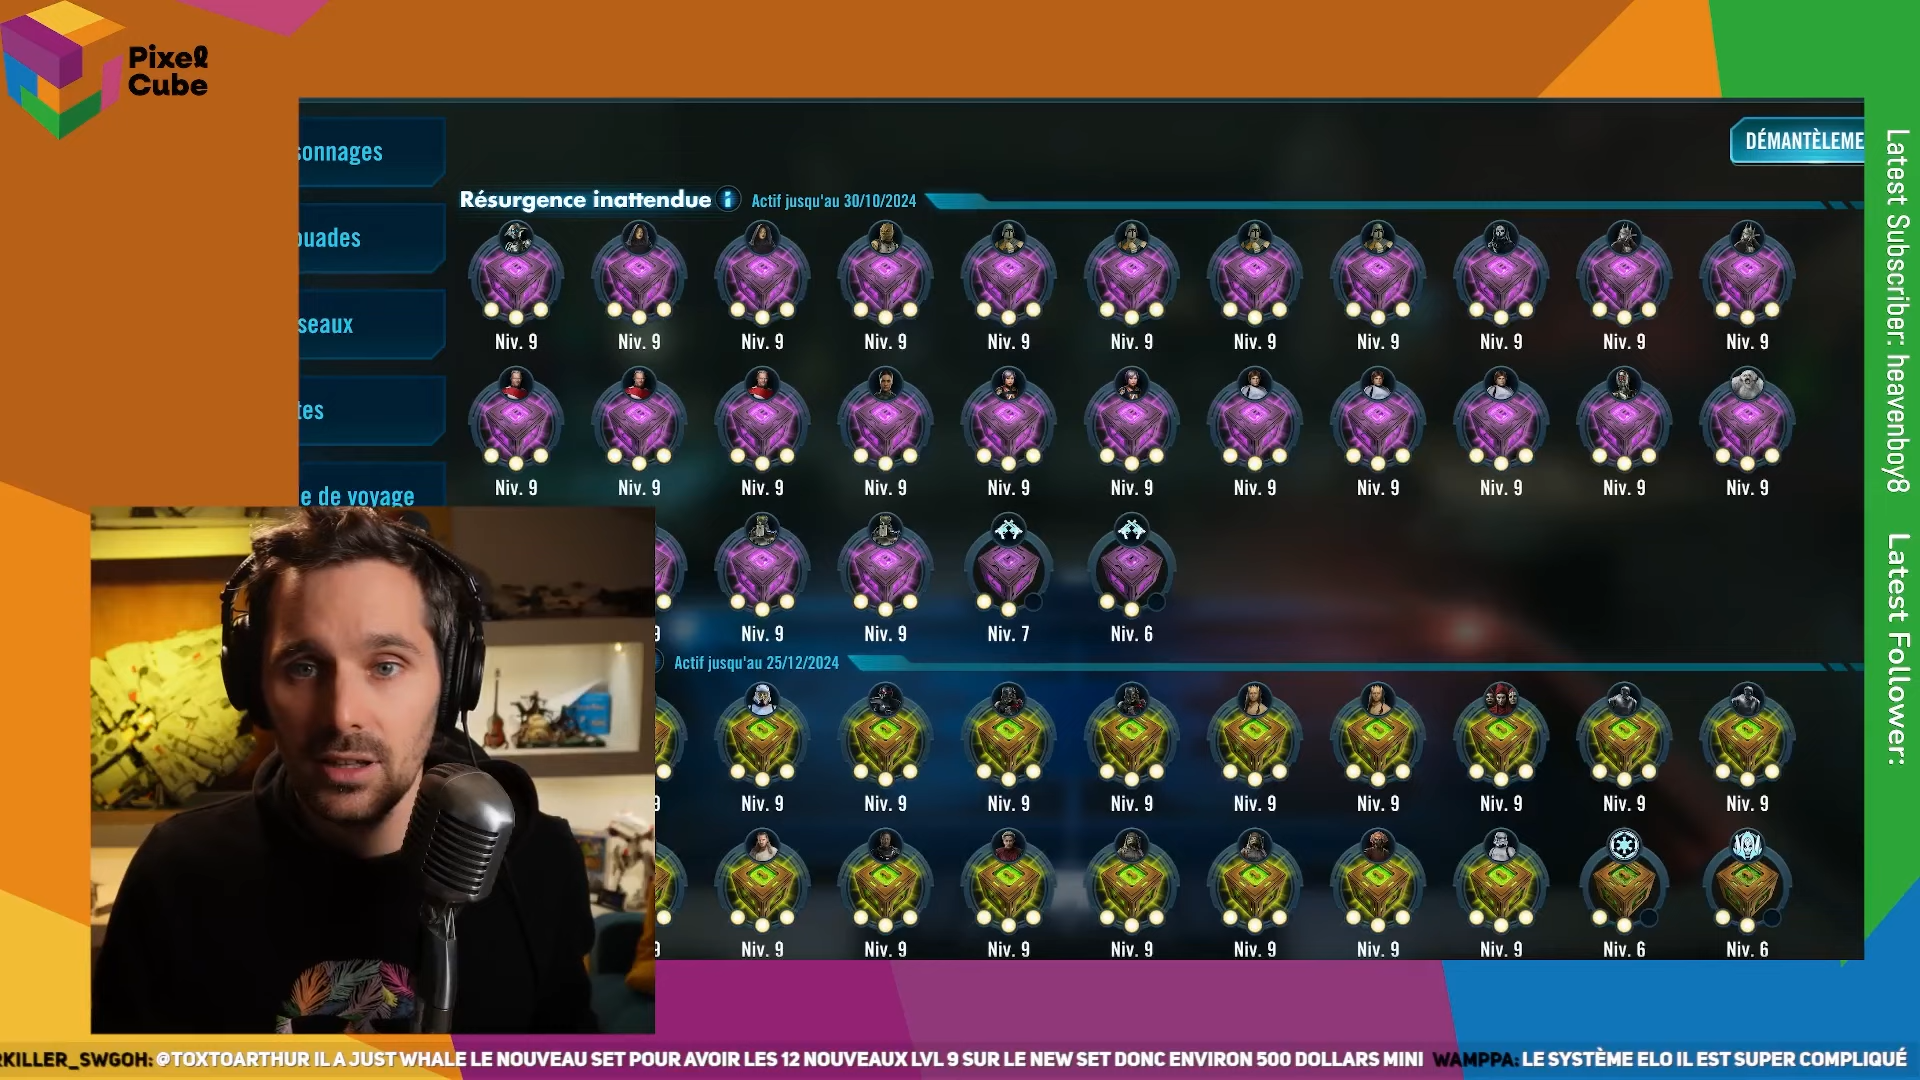 Pixel
Cube
sonnages
DÉMANTÈLEME
Résurgence inattendue i Actif jusqu'au 30/10/2024
ouades
seaux
Niv. 9 Niv. 9 Niv. 9 Niv. 9 Niv. 9 Niv. 9 Niv. 9 Niv. 9 Niv. 9 Niv. 9 Niv. 9
tes
Niv. 9 Niv. 9 Niv. 9 Niv. 9 Niv. 9 Niv. 9 Niv. 9 Niv. 9 Niv. 9 Niv. 9 Niv. 9
e de voyage
9 Niv. 9 Niv. 9 Niv. 7 Niv. 6
Actif jusqu'au 25/12/2024
9 Niv. 9 Niv. 9 Niv. 9 Niv. 9 Niv. 9 Niv. 9 Niv. 9 Niv. 9 Niv. 9
9 Niv. 9 Niv. 9 Niv. 9 Niv. 9 Niv. 9 Niv. 9 Niv. 9 Niv. 6 Niv. 6
Latest Subscriber: heavenboy8 Latest Follower:
RKILLER_SWGOH: @TOXTOARTHUR IL A JUST WHALE LE NOUVEAU SET POUR AVOIR LES 12 NOUVEAUX LVL 9 SUR LE NEW SET DONC ENVIRON 500 DOLLARS MINI WAMPPA: LE SYSTÈME ELO IL EST SUPER COMPLIQUÉ